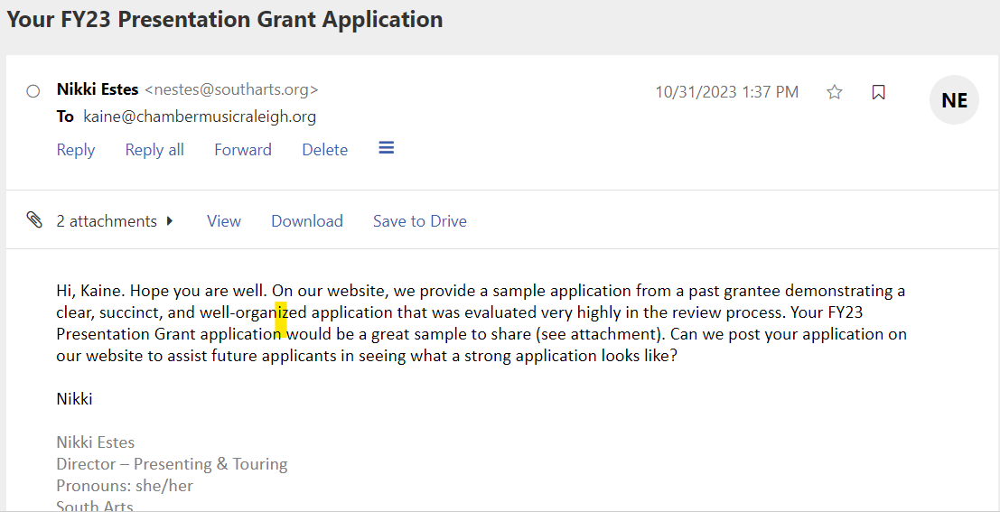 Your FY23 Presentation Grant Application
Nikki Estes <nestes@southarts.org>
10/31/2023 1:37 PM
NE
To kaine@chambermusicraleigh.org
Reply Reply all Forward Delete
2 attachments View Download Save to Drive
Hi, Kaine. Hope you are well. On our website, we provide a sample application from a past grantee demonstrating a
clear, succinct, and well-organized application that was evaluated very highly in the review process. Your FY23
Presentation Grant application would be a great sample to share (see attachment). Can we post your application on
our website to assist future applicants in seeing what a strong application looks like?
Nikki
Nikki Estes
Director – Presenting & Touring
Pronouns: she/her
South Arts